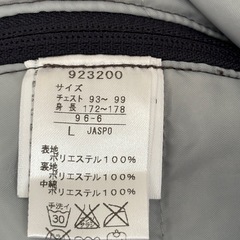 923200
サイズ
チェスト 93〜 99
身 長 172〜178
96-6
L JASPO
表地
ポリエステル100%
裏地
ポリエステル100%
中綿
ポリエステル100%
手洗イ
30